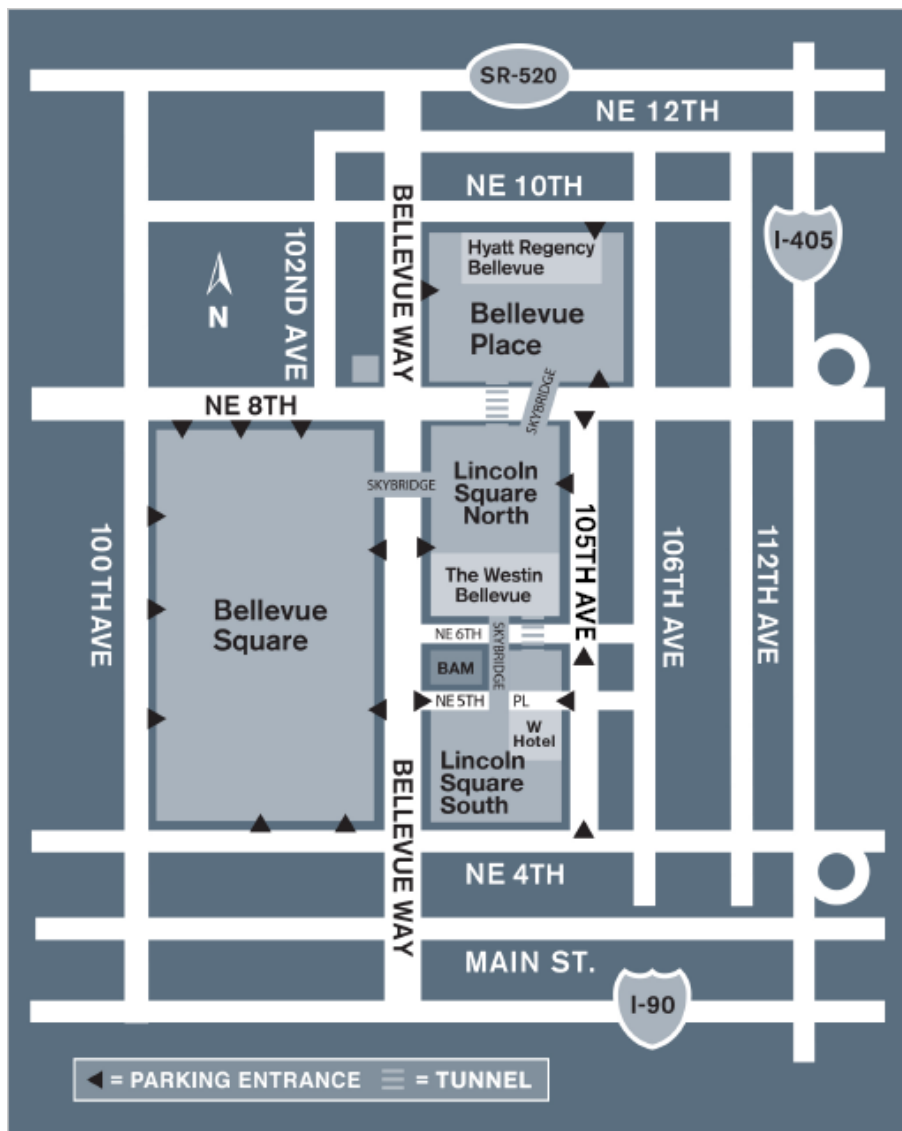 SR-520
NE 12TH
NE 10TH
BELLEVUE WAY
102ND AVE
N
I-405
Hyatt Regency
Bellevue
Bellevue
Place
NE 8TH
SKYBRIDGE
SKYBRIDGE
Lincoln
Square
North
100TH AVE
105TH AVE
106TH AVE
112TH AVE
The Westin
Bellevue
Bellevue
Square
NE 6TH
SKYBRIDGE
BAM
NE 5TH
PL
W
Hotel
Lincoln
Square
South
BELLEVUE WAY
NE 4TH
MAIN ST.
I-90
= PARKING ENTRANCE
= TUNNEL